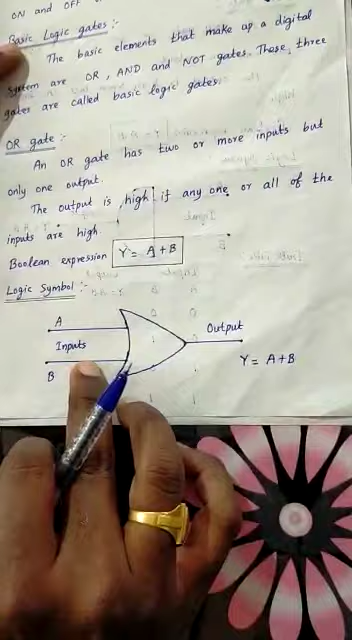 ON and OFF
Basic Logic gates :-
The basic elements that make up a digital
system are OR, AND and NOT gates. These, three
gates are called basic logic gates.
OR gate :-
An OR gate has two or more inputs but
only one output.
The output is high if any one or all of the
inputs are high.
Boolean expression Y = A + B
Logic Symbol :-
A
Inputs
B
Output
Y = A+B